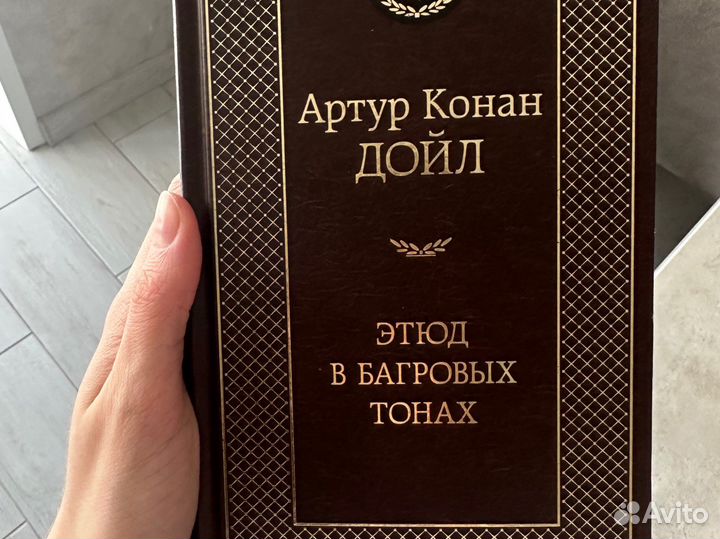 Артур Конан
ДОЙЛ
ЭТЮД
В БАГРОВЫХ
ТОНАХ
Avito